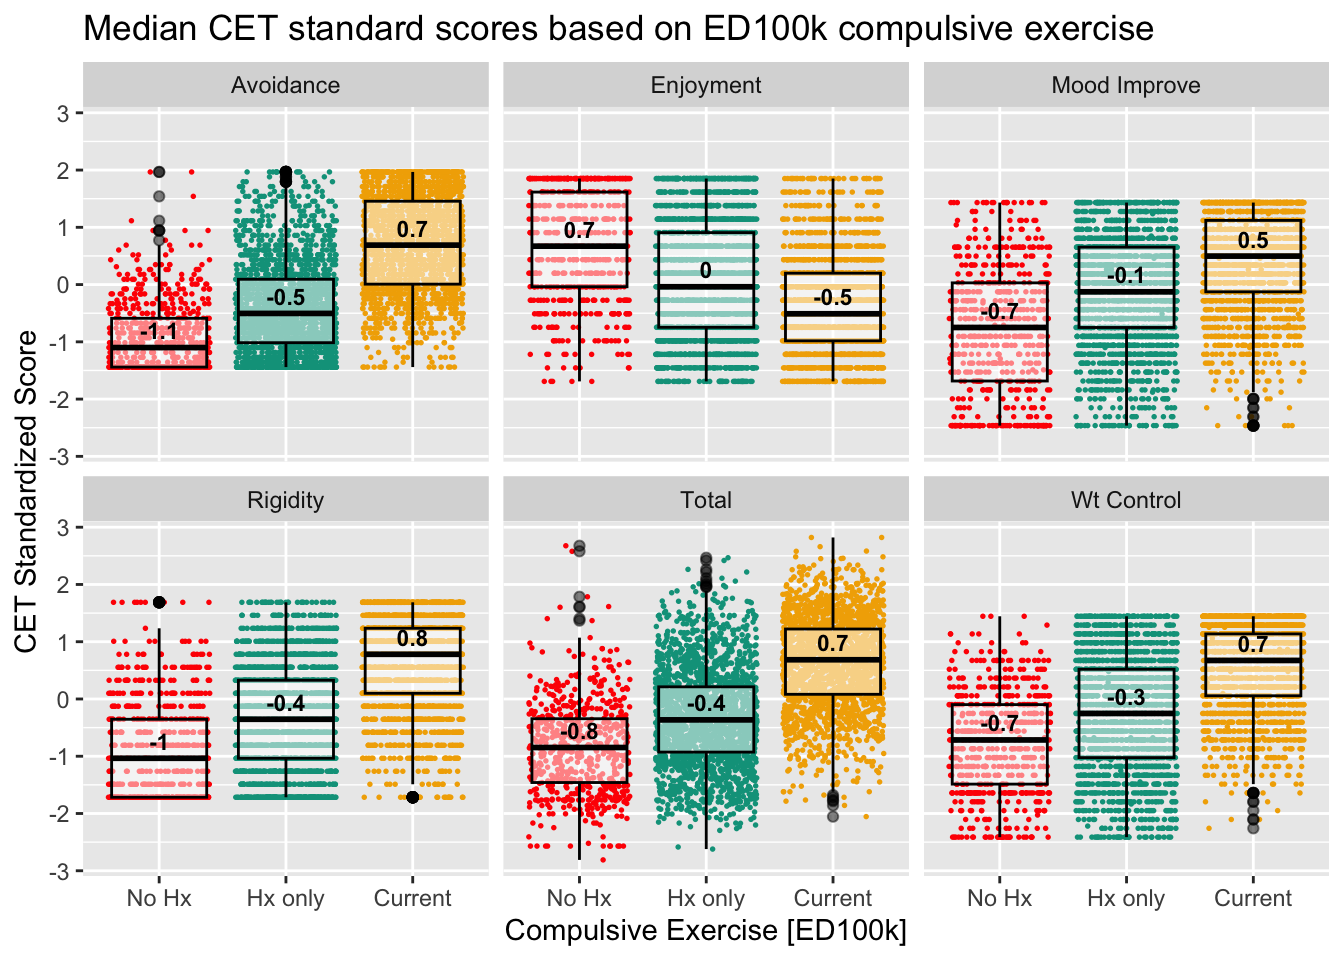 Median CET standard scores based on ED100k compulsive exercise
CET Standardized Score
Avoidance
Enjoyment
Mood Improve
3
2
1
0
-1
-2
-3
-1.1
-0.5
0.7
0.7
0
-0.5
-0.7
-0.1
0.5
Rigidity
Total
Wt Control
3
2
1
0
-1
-2
-3
-1
-0.4
0.8
-0.8
-0.4
0.7
-0.7
-0.3
0.7
No Hx
Hx only
Current
No Hx
Hx only
Current
No Hx
Hx only
Current
Compulsive Exercise [ED100k]